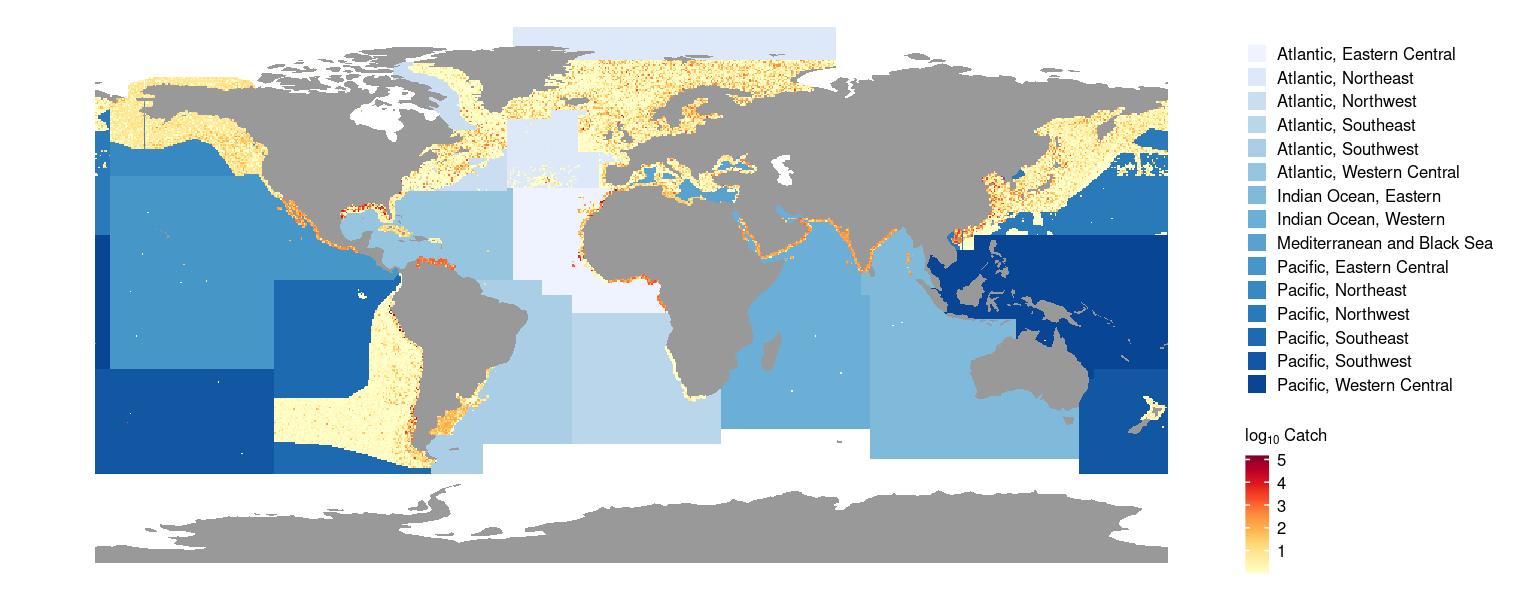 Atlantic, Eastern Central
Atlantic, Northeast
Atlantic, Northwest
Atlantic, Southeast
Atlantic, Southwest
Atlantic, Western Central
Indian Ocean, Eastern
Indian Ocean, Western
Mediterranean and Black Sea
Pacific, Eastern Central
Pacific, Northeast
Pacific, Northwest
Pacific, Southeast
Pacific, Southwest
Pacific, Western Central
log₁₀ Catch
5
4
3
2
1